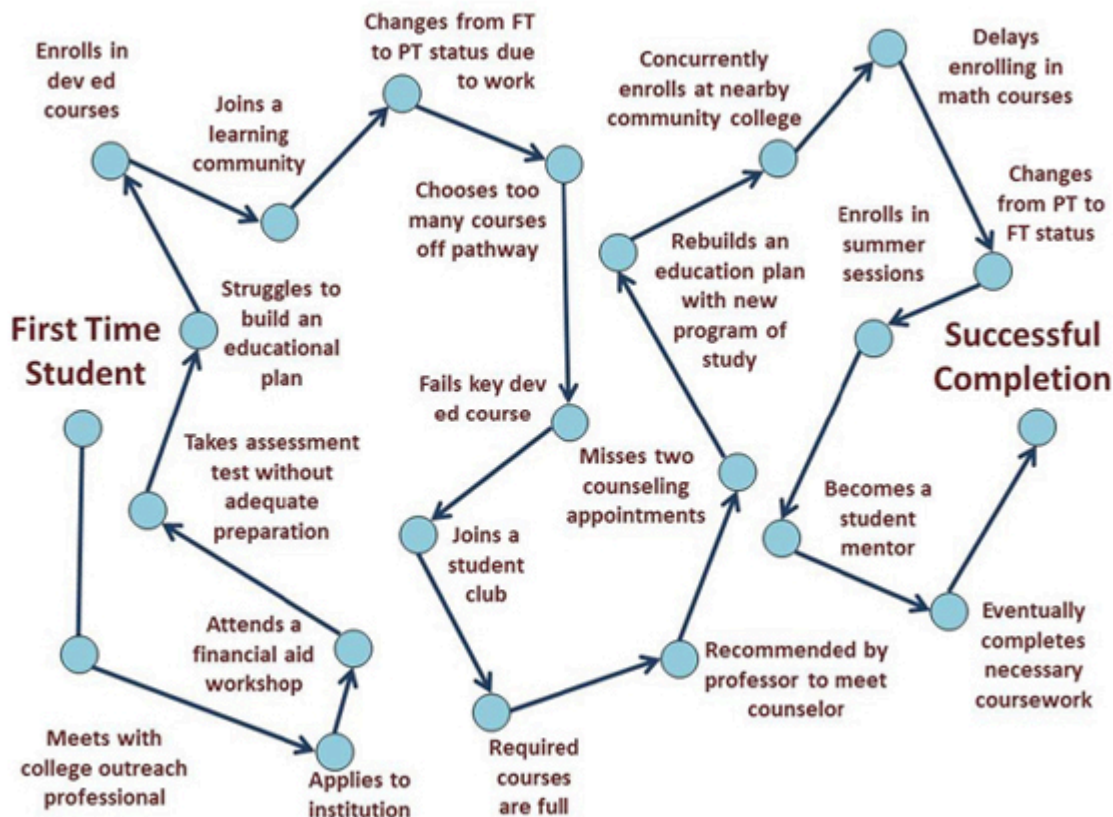 First Time
Student
Meets with
college outreach
professional
Applies to
institution
Attends a
financial aid
workshop
Takes assessment
test without
adequate
preparation
Struggles to
build an
educational
plan
Enrolls in
dev ed
courses
Joins a
learning
community
Changes from FT
to PT status due
to work
Chooses too
many courses
off pathway
Fails key dev
ed course
Joins a
student
club
Required
courses
are full
Recommended by
professor to meet
counselor
Misses two
counseling
appointments
Rebuilds an
education plan
with new
program of
study
Concurrently
enrolls at nearby
community college
Delays
enrolling in
math courses
Changes
from PT to
FT status
Enrolls in
summer
sessions
Becomes a
student
mentor
Eventually
completes
necessary
coursework
Successful
Completion